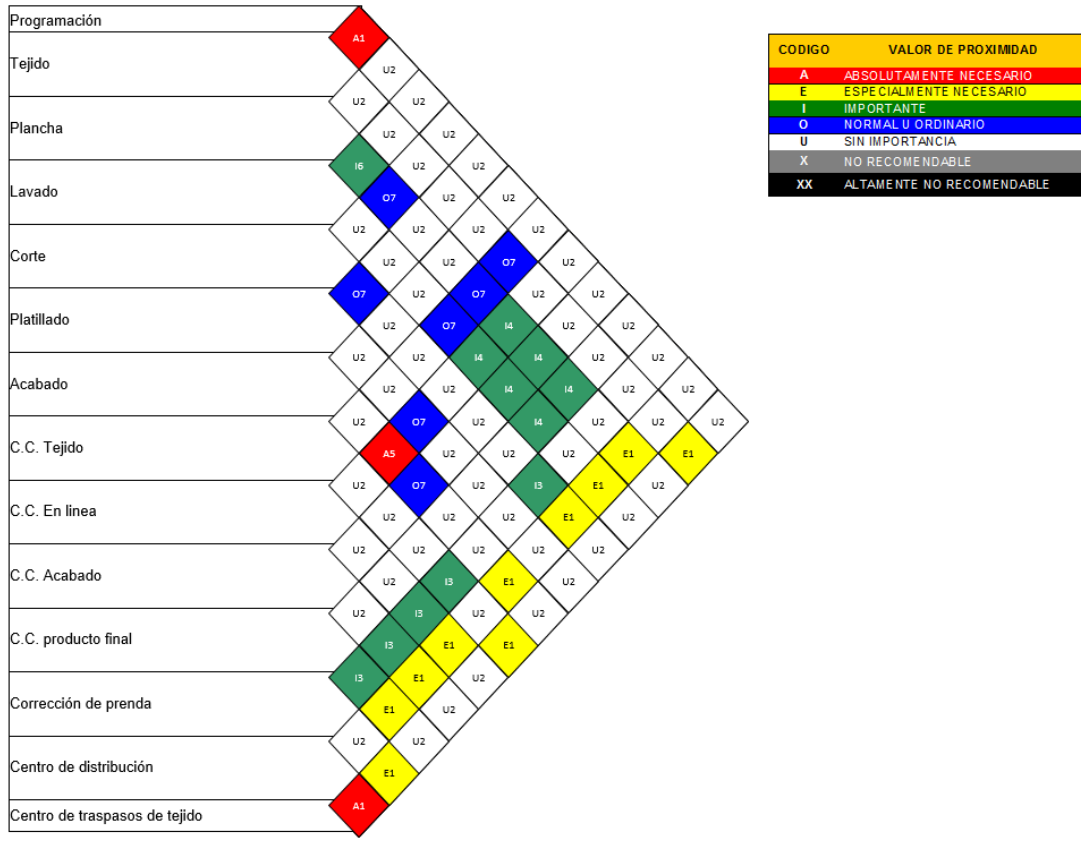 Programación
A1
Tejido
U2
U2 U2
Plancha
U2 U2
I6 U2 U2
Lavado
O7 U2 U2
U2 U2 U2 U2
Corte
U2 U2 O7 U2
O7 U2 O7 U2 U2
Platillado
U2 O7 I4 U2 U2
U2 U2 I4 I4 U2 U2
Acabado
U2 U2 I4 I4 U2 U2
U2 O7 U2 I4 U2 U2 U2
C.C. Tejido
A5 U2 U2 U2 E1 E1
U2 O7 U2 I3 E1 U2
C.C. En linea
U2 U2 U2 E1 U2
U2 U2 U2 U2 U2
C.C. Acabado
U2 I3 E1 U2
U2 I3 U2 U2
C.C. producto final
I3 E1 E1
I3 E1 U2
Corrección de prenda
E1 U2
U2 U2
Centro de distribución
E1
A1
Centro de traspasos de tejido
CODIGO VALOR DE PROXIMIDAD
A ABSOLUTAMENTE NECESARIO
E ESPECIALMENTE NECESARIO
I IMPORTANTE
O NORMAL U ORDINARIO
U SIN IMPORTANCIA
X NO RECOMENDABLE
XX ALTAMENTE NO RECOMENDABLE